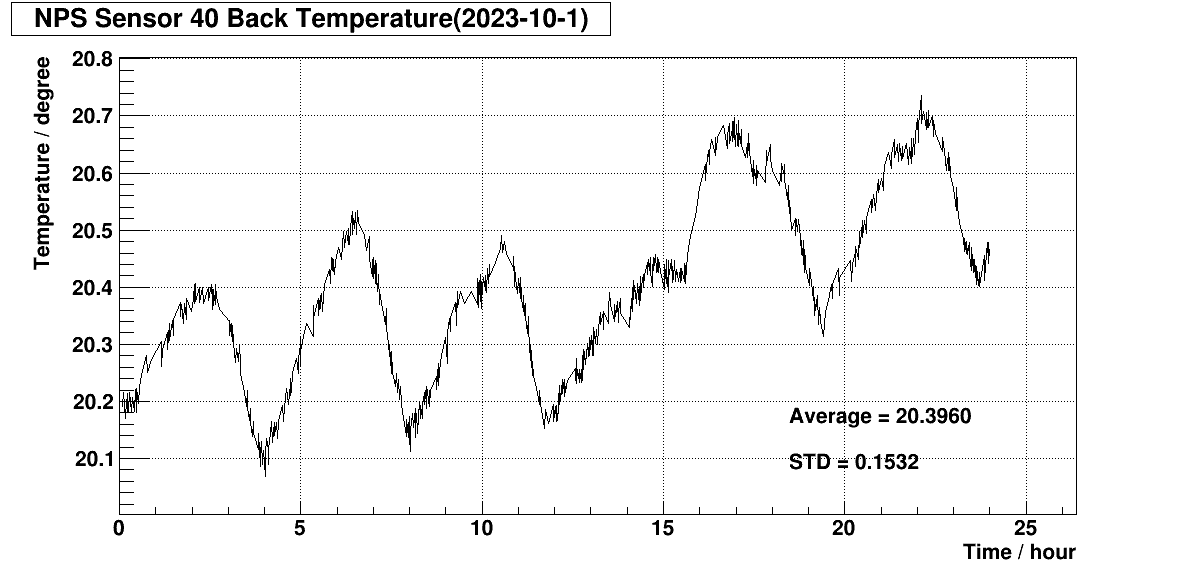 NPS Sensor 40 Back Temperature(2023-10-1)
Temperature / degree
20.8
20.7
20.6
20.5
20.4
20.3
20.2
20.1
Average = 20.3960
STD = 0.1532
0 5 10 15 20 25
Time / hour